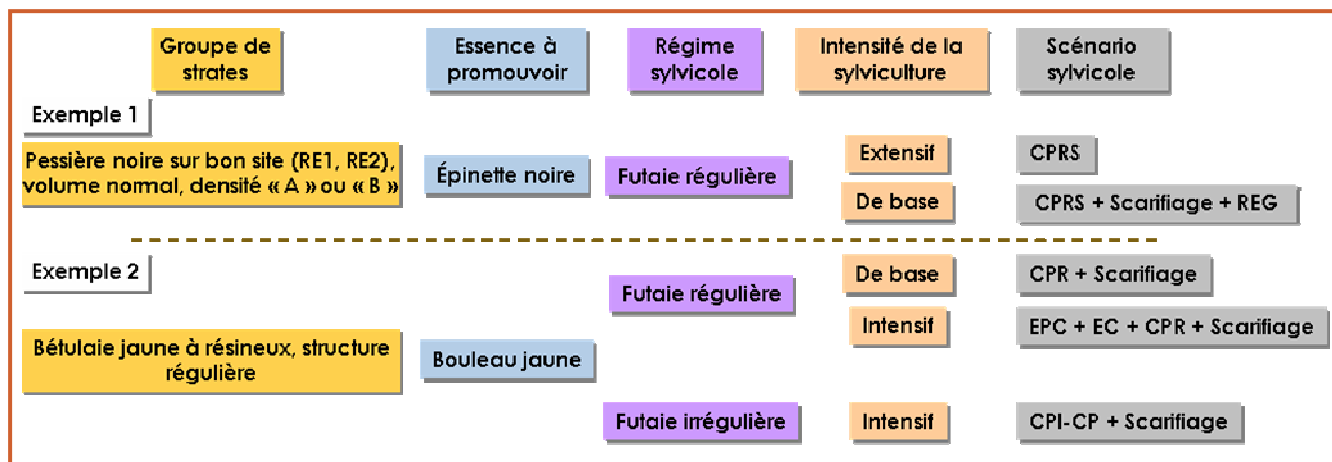 Groupe de
strates
Essence à
promouvoir
Régime
sylvicole
Intensité de la
sylviculture
Scénario
sylvicole
Exemple 1
Pessière noire sur bon site (RE1, RE2),
volume normal, densité « A » ou « B »
Épinette noire
Futaie régulière
Extensif
CPRS
De base
CPRS + Scarifiage + REG
Exemple 2
Bétulaie jaune à résineux, structure
régulière
Bouleau jaune
Futaie régulière
De base
CPR + Scarifiage
Intensif
EPC + EC + CPR + Scarifiage
Futaie irrégulière
Intensif
CPI-CP + Scarifiage